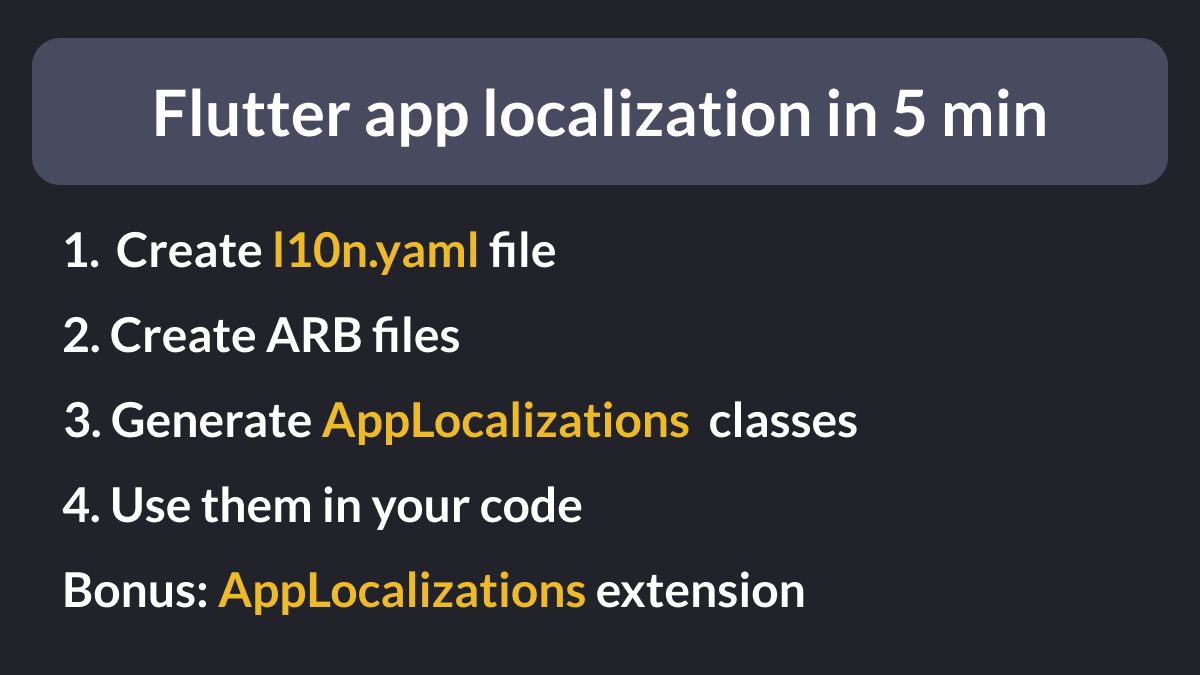 Flutter app localization in 5 min
1. Create l10n.yaml file
2. Create ARB files
3. Generate AppLocalizations classes
4. Use them in your code
Bonus: AppLocalizations extension